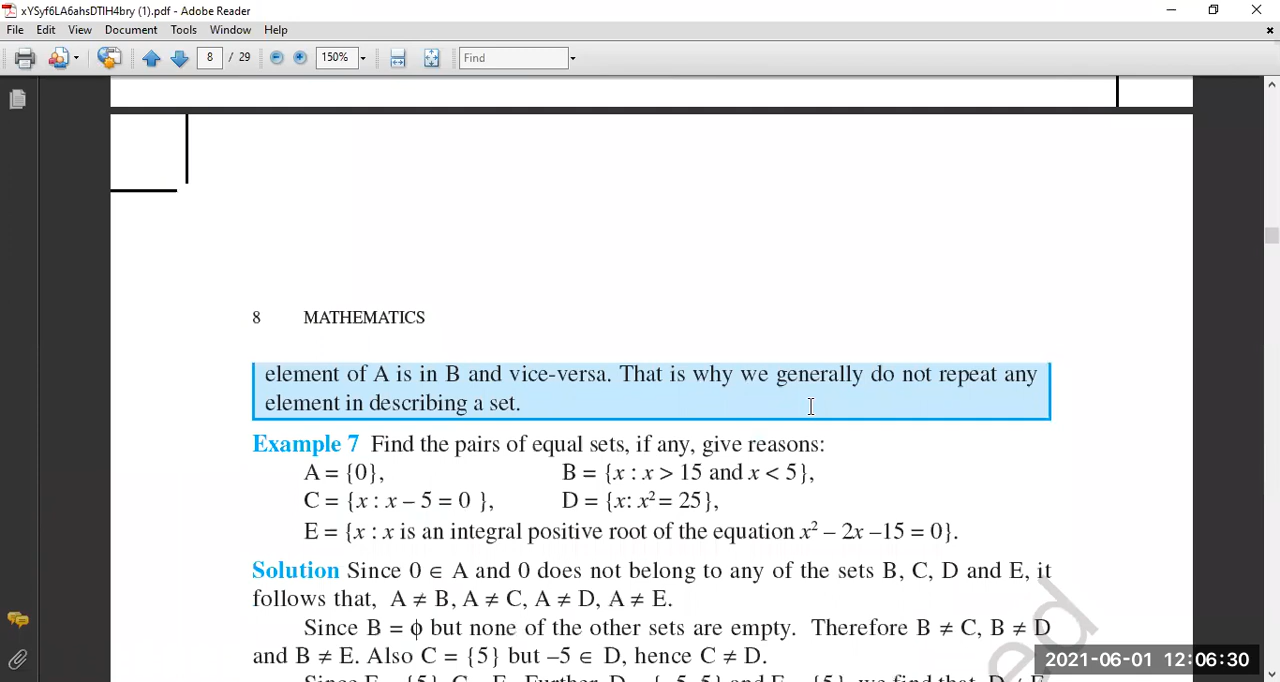 xYSyf6LA6ahsDTlH4bry (1).pdf - Adobe Reader
File Edit View Document Tools Window Help
8 / 29 150% Find
8 MATHEMATICS
element of A is in B and vice-versa. That is why we generally do not repeat any
element in describing a set.
Example 7 Find the pairs of equal sets, if any, give reasons:
A = {0}, B = {x : x > 15 and x < 5},
C = {x : x – 5 = 0 }, D = {x: x² = 25},
E = {x : x is an integral positive root of the equation x² – 2x –15 = 0}.
Solution Since 0 ∈ A and 0 does not belong to any of the sets B, C, D and E, it
follows that, A ≠ B, A ≠ C, A ≠ D, A ≠ E.
Since B = ϕ but none of the other sets are empty. Therefore B ≠ C, B ≠ D
and B ≠ E. Also C = {5} but –5 ∈ D, hence C ≠ D.
ed
2021-06-01 12:06:30